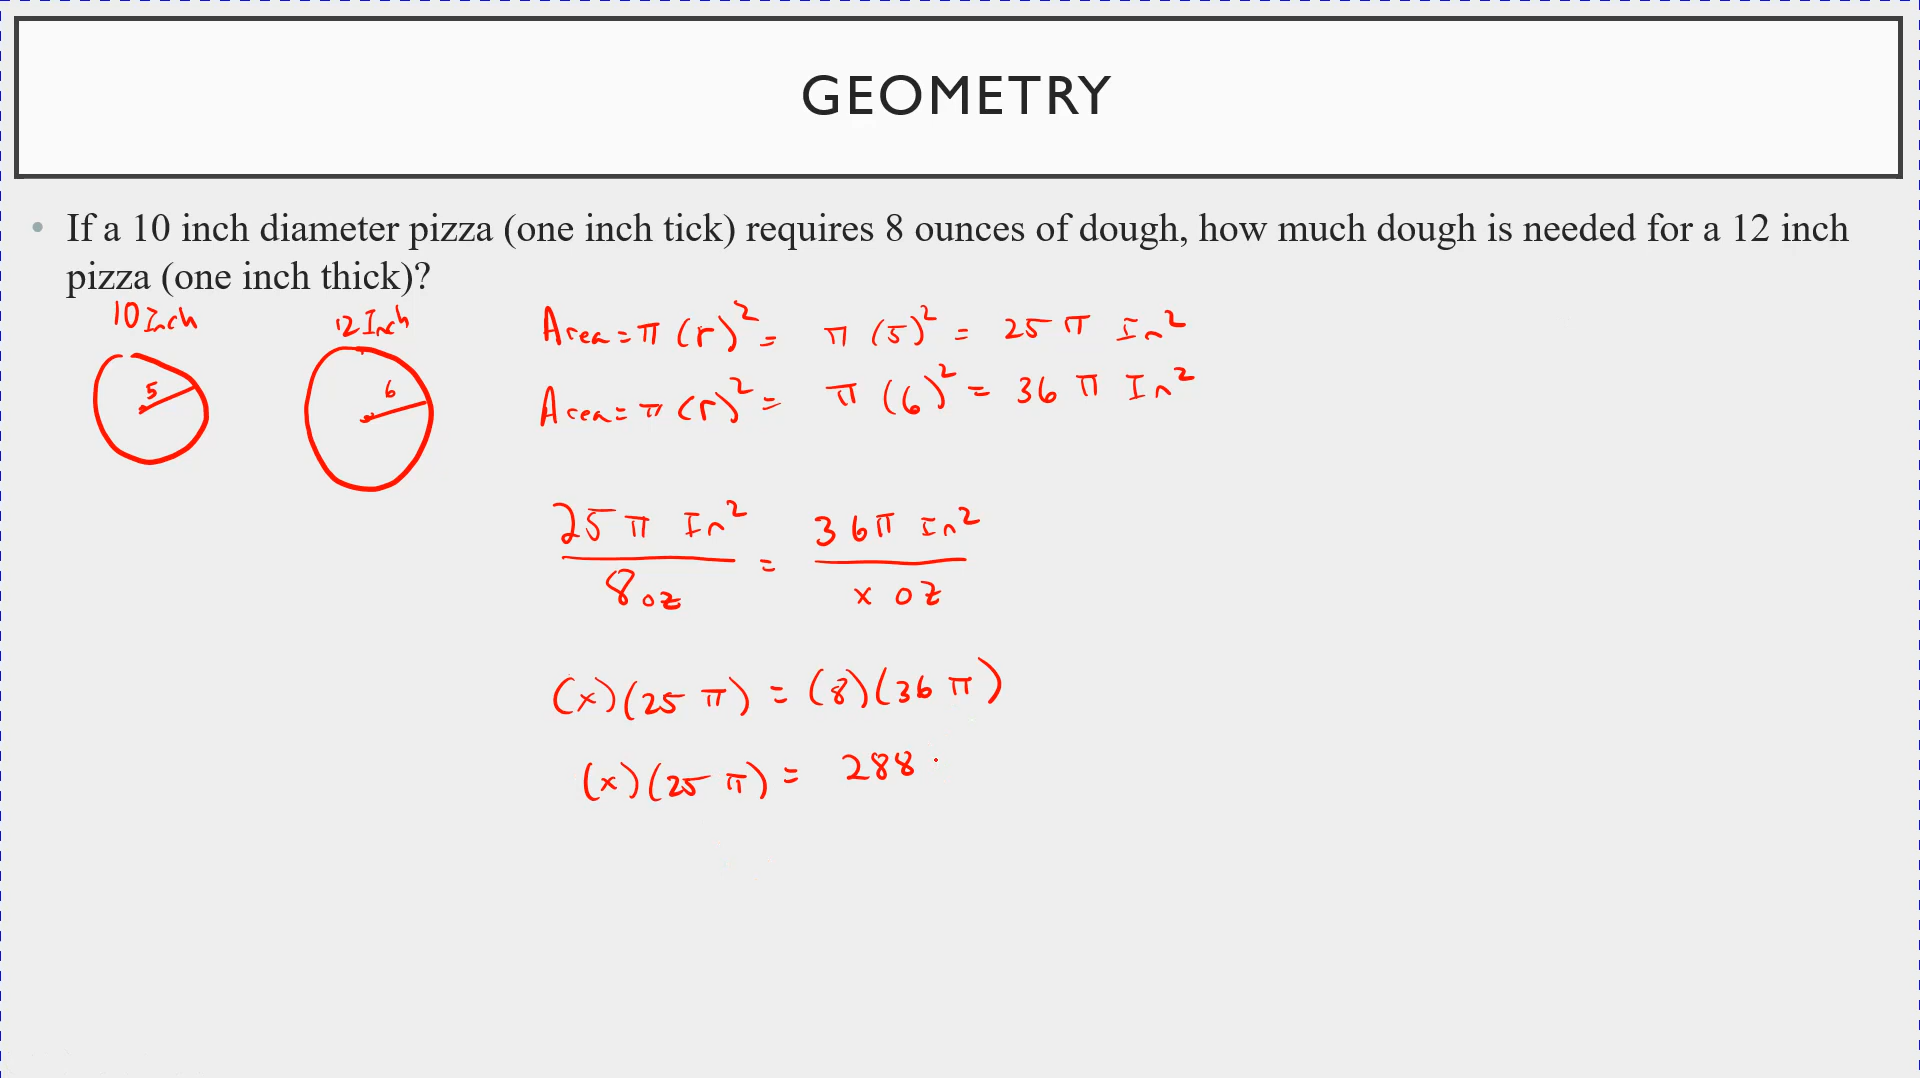 GEOMETRY
• If a 10 inch diameter pizza (one inch tick) requires 8 ounces of dough, how much dough is needed for a 12 inch
pizza (one inch thick)?
10 Inch
12 Inch
5
6
Area = π (r)² = π (5)² = 25 π In²
Area = π (r)² = π (6)² = 36 π In²
25 π In² = 36 π In²
8 oz x oz
(x)(25 π) = (8)(36 π)
(x)(25 π) = 288